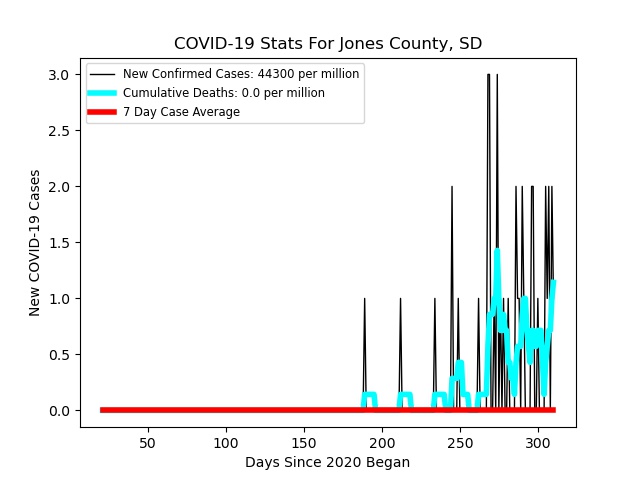 COVID-19 Stats For Jones County, SD
New Confirmed Cases: 44300 per million
Cumulative Deaths: 0.0 per million
7 Day Case Average
New COVID-19 Cases
3.0
2.5
2.0
1.5
1.0
0.5
0.0
50 100 150 200 250 300
Days Since 2020 Began